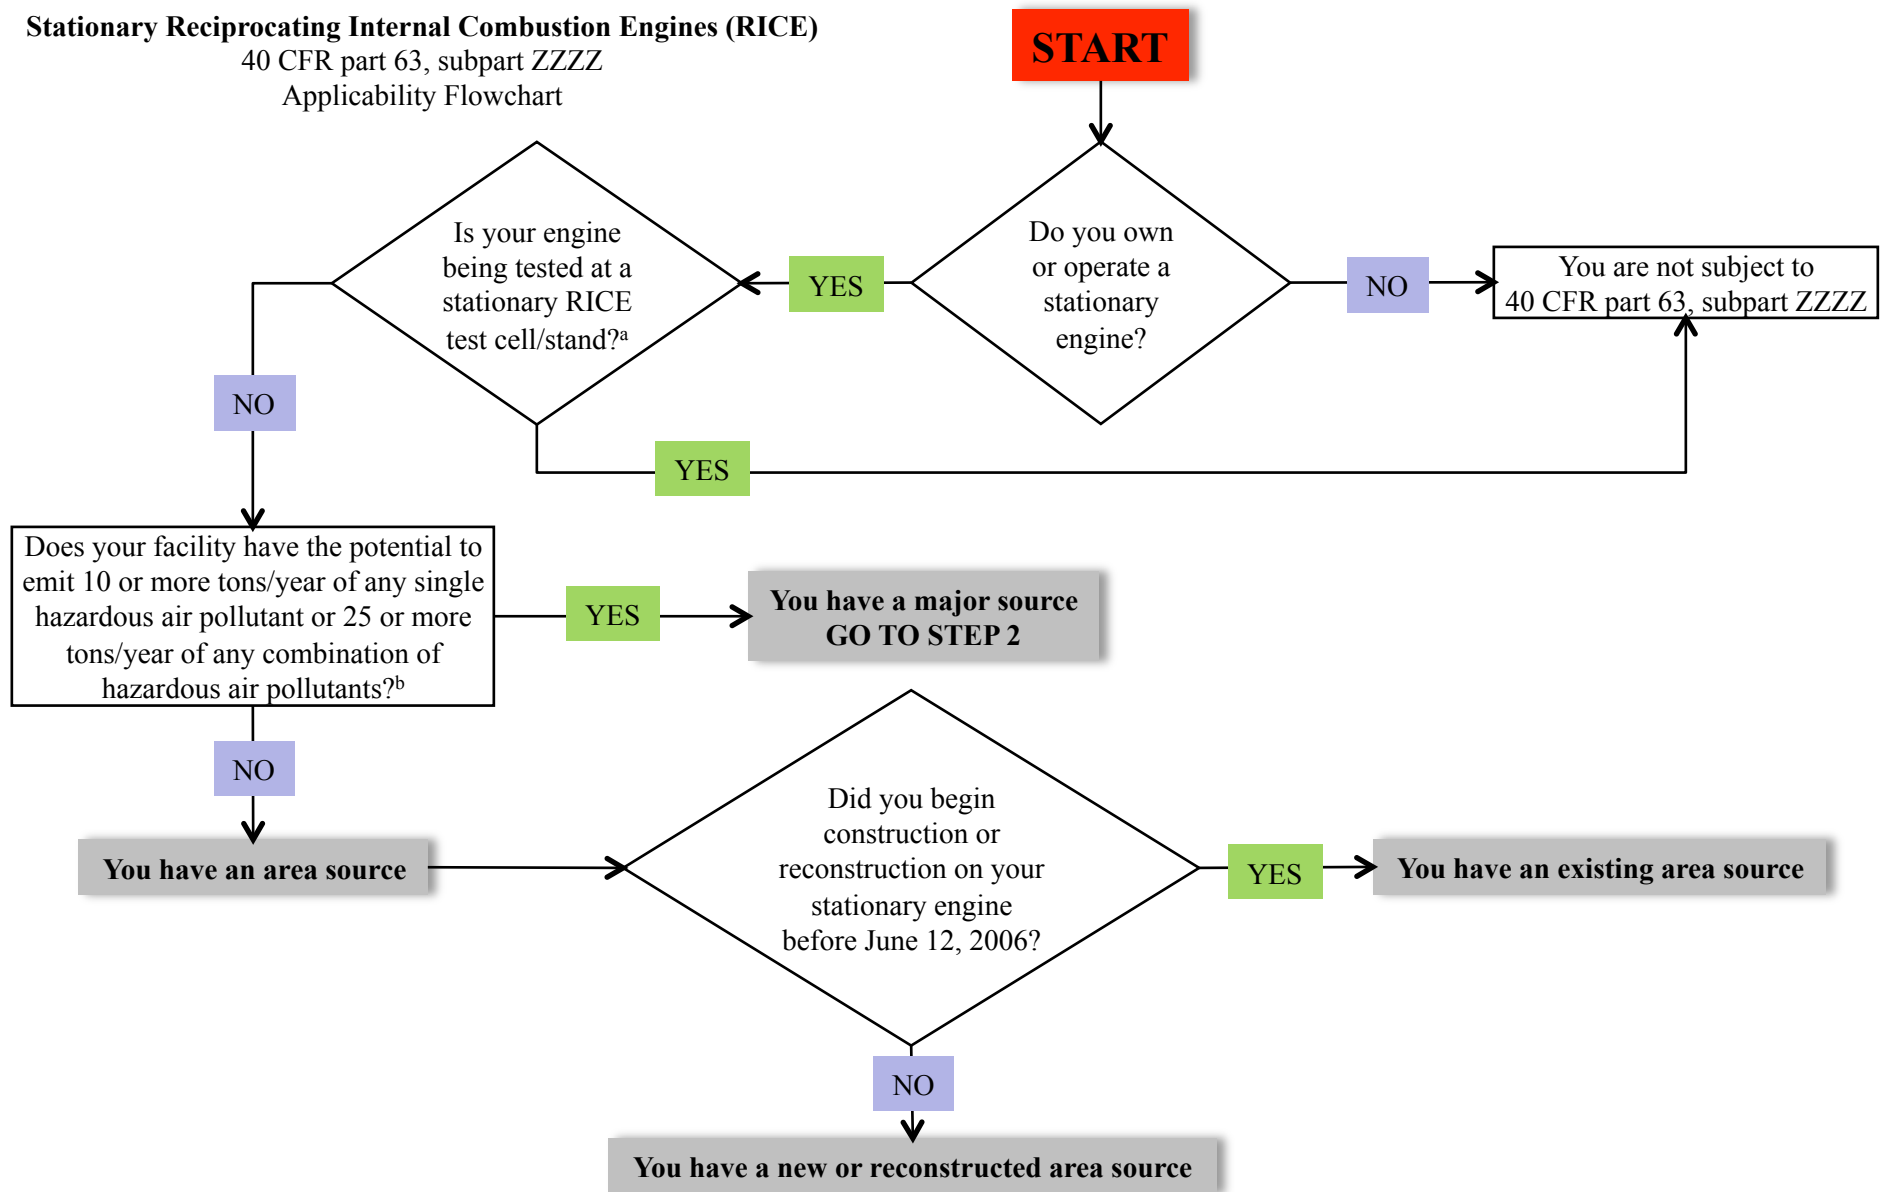 Stationary Reciprocating Internal Combustion Engines (RICE)
40 CFR part 63, subpart ZZZZ
Applicability Flowchart
START
Do you own
or operate a
stationary
engine?
YES
NO
You are not subject to
40 CFR part 63, subpart ZZZZ
Is your engine
being tested at a
stationary RICE
test cell/stand?ᵃ
NO
YES
Does your facility have the potential to
emit 10 or more tons/year of any single
hazardous air pollutant or 25 or more
tons/year of any combination of
hazardous air pollutants?ᵇ
YES
You have a major source
GO TO STEP 2
NO
You have an area source
Did you begin
construction or
reconstruction on your
stationary engine
before June 12, 2006?
YES
You have an existing area source
NO
You have a new or reconstructed area source